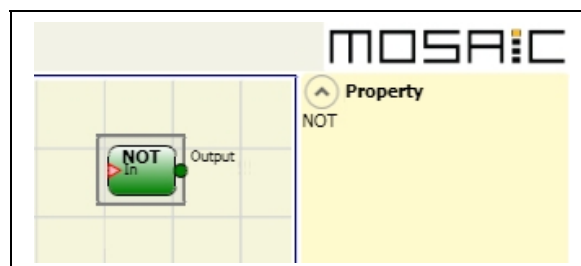 MOSAIC
Property
NOT
NOT
In
Output